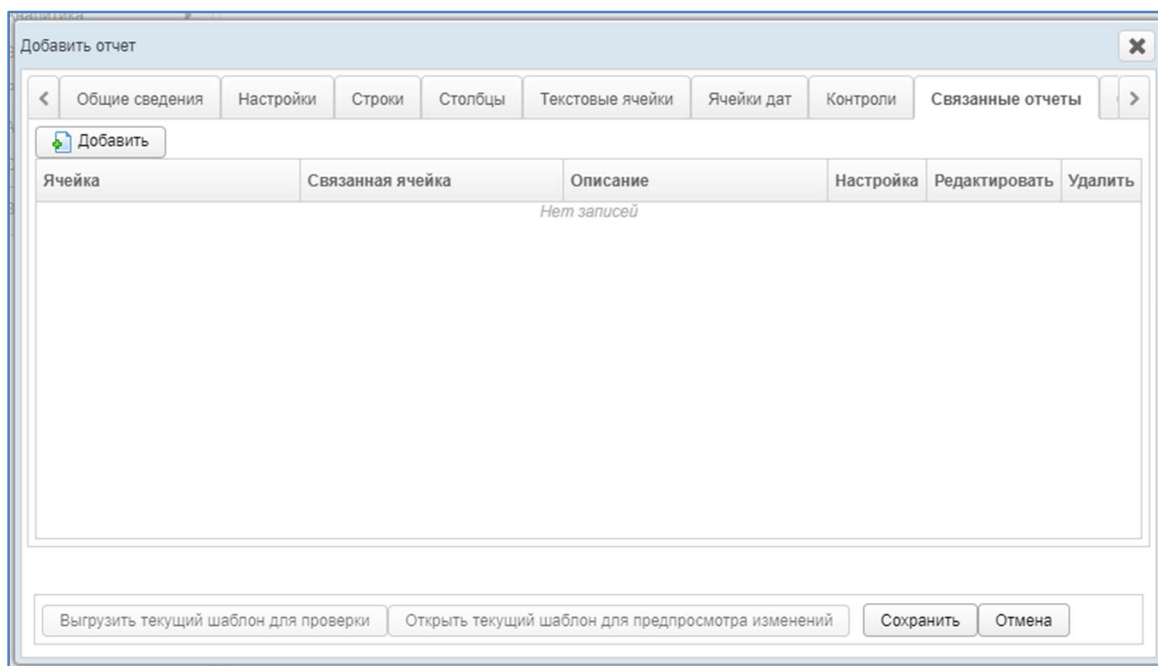 Добавить отчет
Общие сведения Настройки Строки Столбцы Текстовые ячейки Ячейки дат Контроли Связанные отчеты
Добавить
Ячейка Связанная ячейка Описание Настройка Редактировать Удалить
Нет записей
Выгрузить текущий шаблон для проверки Открыть текущий шаблон для предпросмотра изменений Сохранить Отмена